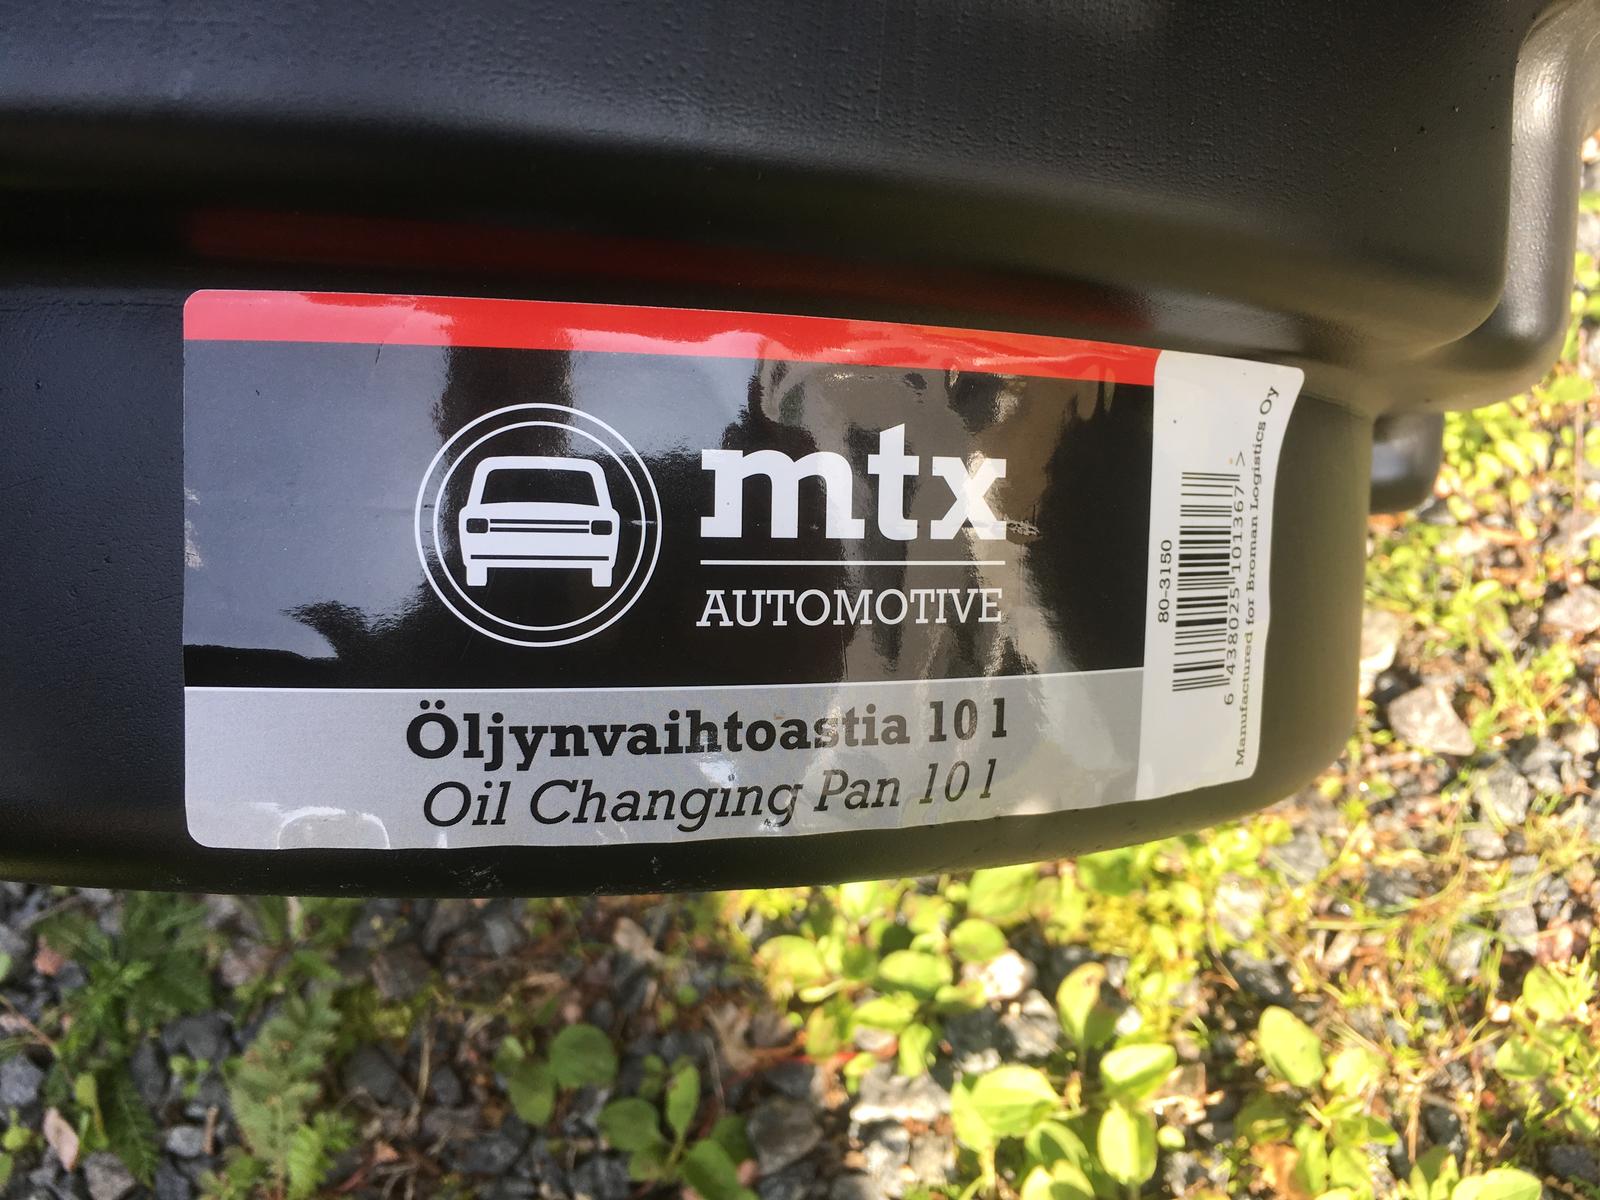 mtx
AUTOMOTIVE
Öljynvaihtoastia 10 l
Oil Changing Pan 10 l
80-3150
6 438025 101367 >
Manufactured for Broman Logistics Oy